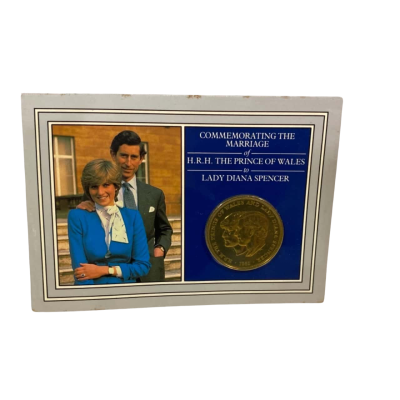 COMMEMORATING THE
MARRIAGE
of
H.R.H. THE PRINCE OF WALES
to
LADY DIANA SPENCER